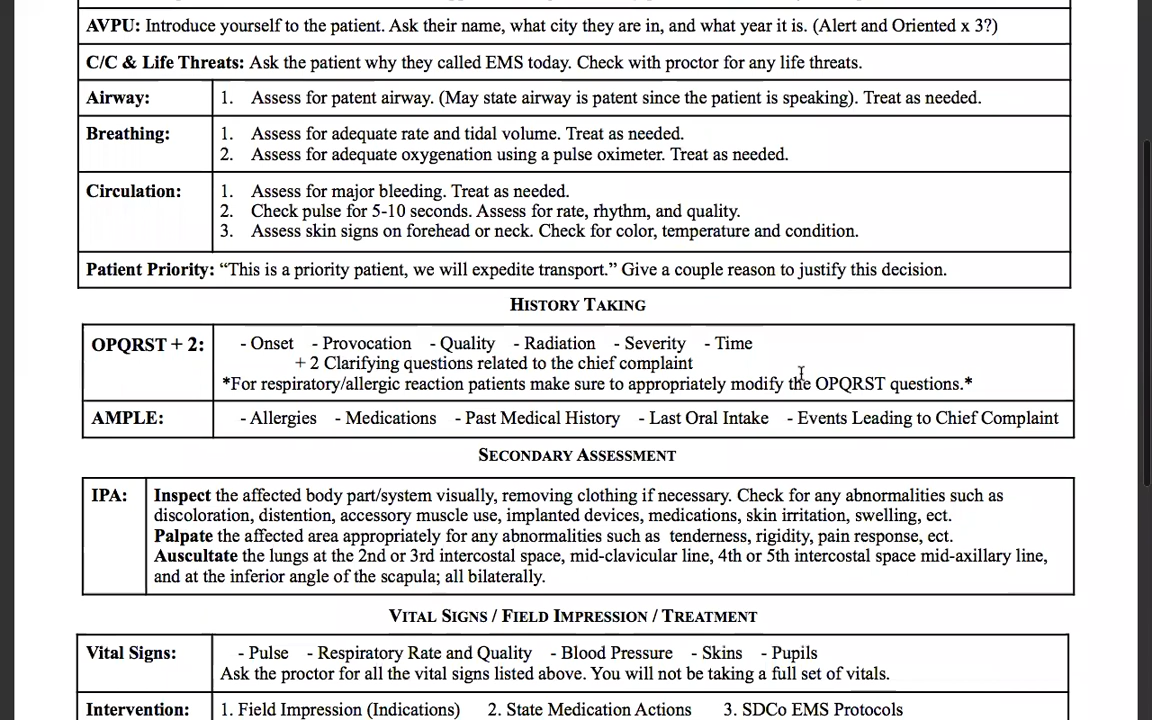 AVPU: Introduce yourself to the patient. Ask their name, what city they are in, and what year it is. (Alert and Oriented x 3?)
C/C & Life Threats: Ask the patient why they called EMS today. Check with proctor for any life threats.
Airway: 1. Assess for patent airway. (May state airway is patent since the patient is speaking). Treat as needed.
Breathing: 1. Assess for adequate rate and tidal volume. Treat as needed.
2. Assess for adequate oxygenation using a pulse oximeter. Treat as needed.
Circulation: 1. Assess for major bleeding. Treat as needed.
2. Check pulse for 5-10 seconds. Assess for rate, rhythm, and quality.
3. Assess skin signs on forehead or neck. Check for color, temperature and condition.
Patient Priority: “This is a priority patient, we will expedite transport.” Give a couple reason to justify this decision.
HISTORY TAKING
OPQRST + 2: - Onset - Provocation - Quality - Radiation - Severity - Time
+ 2 Clarifying questions related to the chief complaint
*For respiratory/allergic reaction patients make sure to appropriately modify the OPQRST questions.*
AMPLE: - Allergies - Medications - Past Medical History - Last Oral Intake - Events Leading to Chief Complaint
SECONDARY ASSESSMENT
IPA: Inspect the affected body part/system visually, removing clothing if necessary. Check for any abnormalities such as
discoloration, distention, accessory muscle use, implanted devices, medications, skin irritation, swelling, ect.
Palpate the affected area appropriately for any abnormalities such as tenderness, rigidity, pain response, ect.
Auscultate the lungs at the 2nd or 3rd intercostal space, mid-clavicular line, 4th or 5th intercostal space mid-axillary line,
and at the inferior angle of the scapula; all bilaterally.
VITAL SIGNS / FIELD IMPRESSION / TREATMENT
Vital Signs: - Pulse - Respiratory Rate and Quality - Blood Pressure - Skins - Pupils
Ask the proctor for all the vital signs listed above. You will not be taking a full set of vitals.
Intervention: 1. Field Impression (Indications) 2. State Medication Actions 3. SDCo EMS Protocols